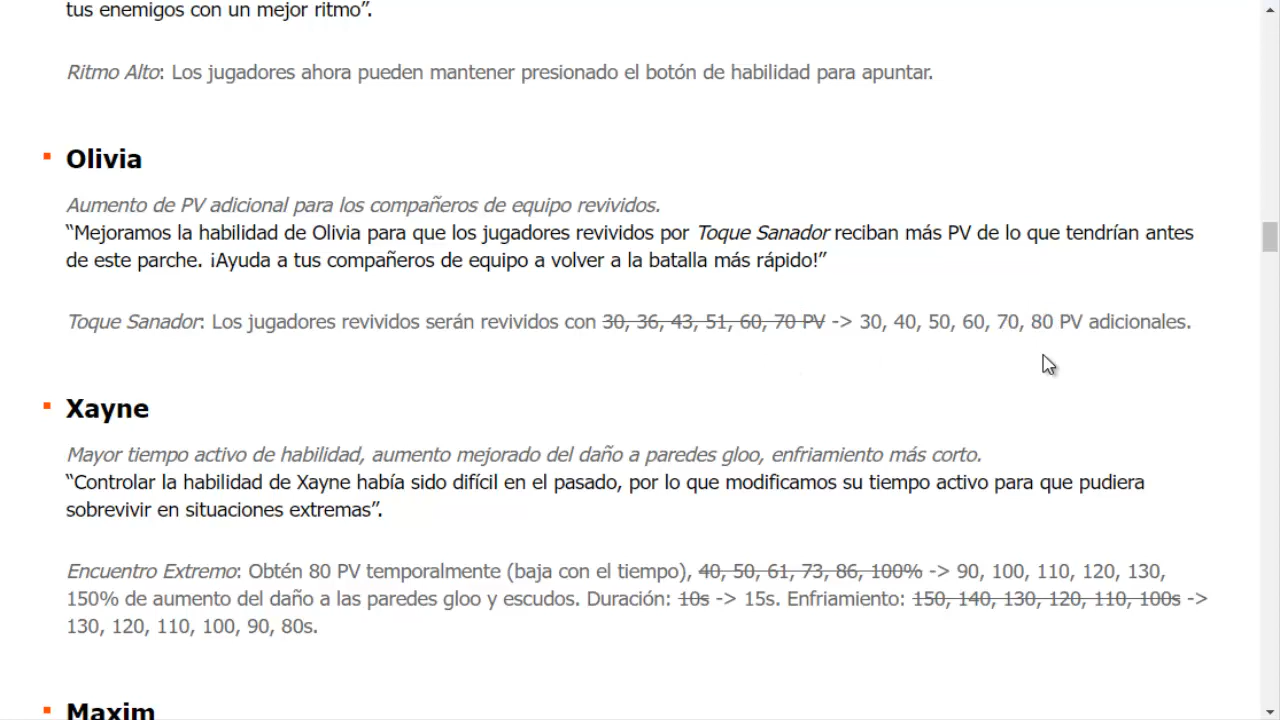 tus enemigos con un mejor ritmo”.
Ritmo Alto: Los jugadores ahora pueden mantener presionado el botón de habilidad para apuntar.
Olivia
Aumento de PV adicional para los compañeros de equipo revividos.
“Mejoramos la habilidad de Olivia para que los jugadores revividos por Toque Sanador reciban más PV de lo que tendrían antes
de este parche. ¡Ayuda a tus compañeros de equipo a volver a la batalla más rápido!”
Toque Sanador: Los jugadores revividos serán revividos con 30, 36, 43, 51, 60, 70 PV -> 30, 40, 50, 60, 70, 80 PV adicionales.
Xayne
Mayor tiempo activo de habilidad, aumento mejorado del daño a paredes gloo, enfriamiento más corto.
“Controlar la habilidad de Xayne había sido difícil en el pasado, por lo que modificamos su tiempo activo para que pudiera
sobrevivir en situaciones extremas”.
Encuentro Extremo: Obtén 80 PV temporalmente (baja con el tiempo), 40, 50, 61, 73, 86, 100% -> 90, 100, 110, 120, 130,
150% de aumento del daño a las paredes gloo y escudos. Duración: 10s -> 15s. Enfriamiento: 150, 140, 130, 120, 110, 100s ->
130, 120, 110, 100, 90, 80s.
Maxim